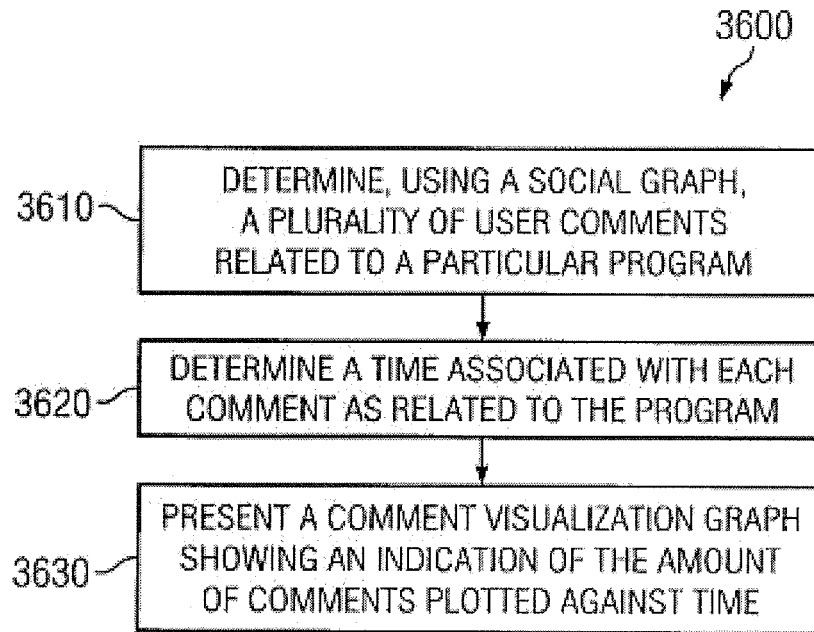 3600
3610
DETERMINE, USING A SOCIAL GRAPH,
A PLURALITY OF USER COMMENTS
RELATED TO A PARTICULAR PROGRAM
3620
DETERMINE A TIME ASSOCIATED WITH EACH
COMMENT AS RELATED TO THE PROGRAM
3630
PRESENT A COMMENT VISUALIZATION GRAPH
SHOWING AN INDICATION OF THE AMOUNT
OF COMMENTS PLOTTED AGAINST TIME